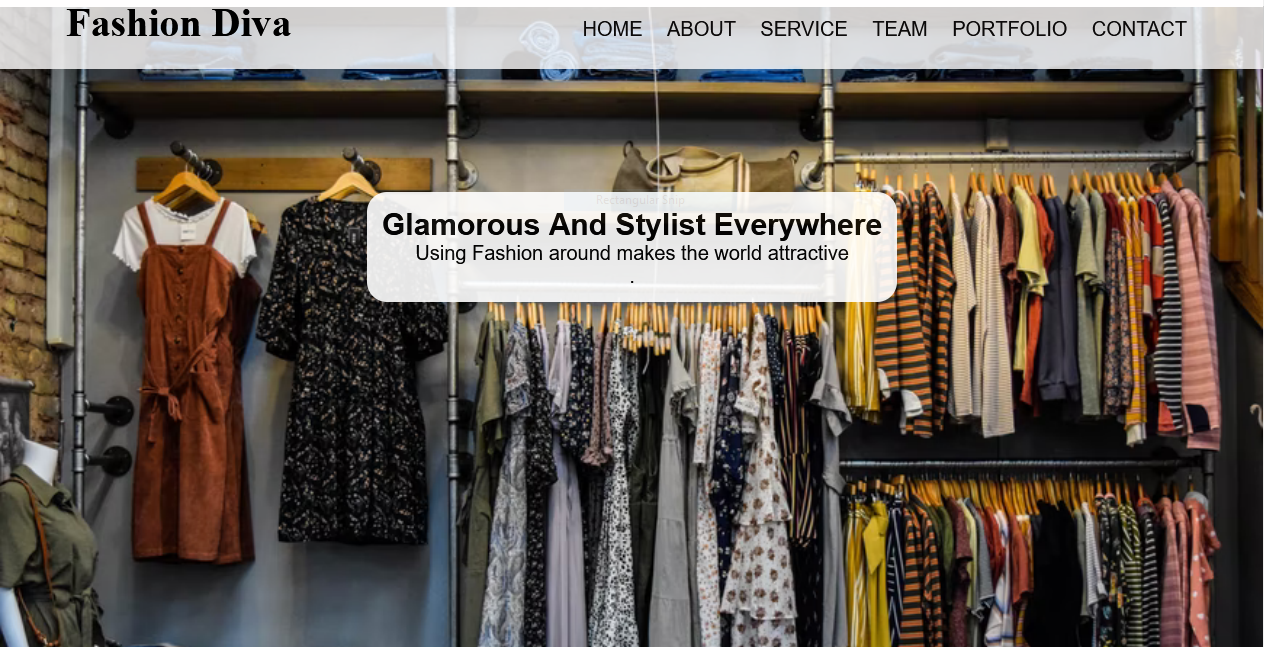 Fashion Diva
HOME ABOUT SERVICE TEAM PORTFOLIO CONTACT
Rectangular Snip
Glamorous And Stylist Everywhere
Using Fashion around makes the world attractive
.